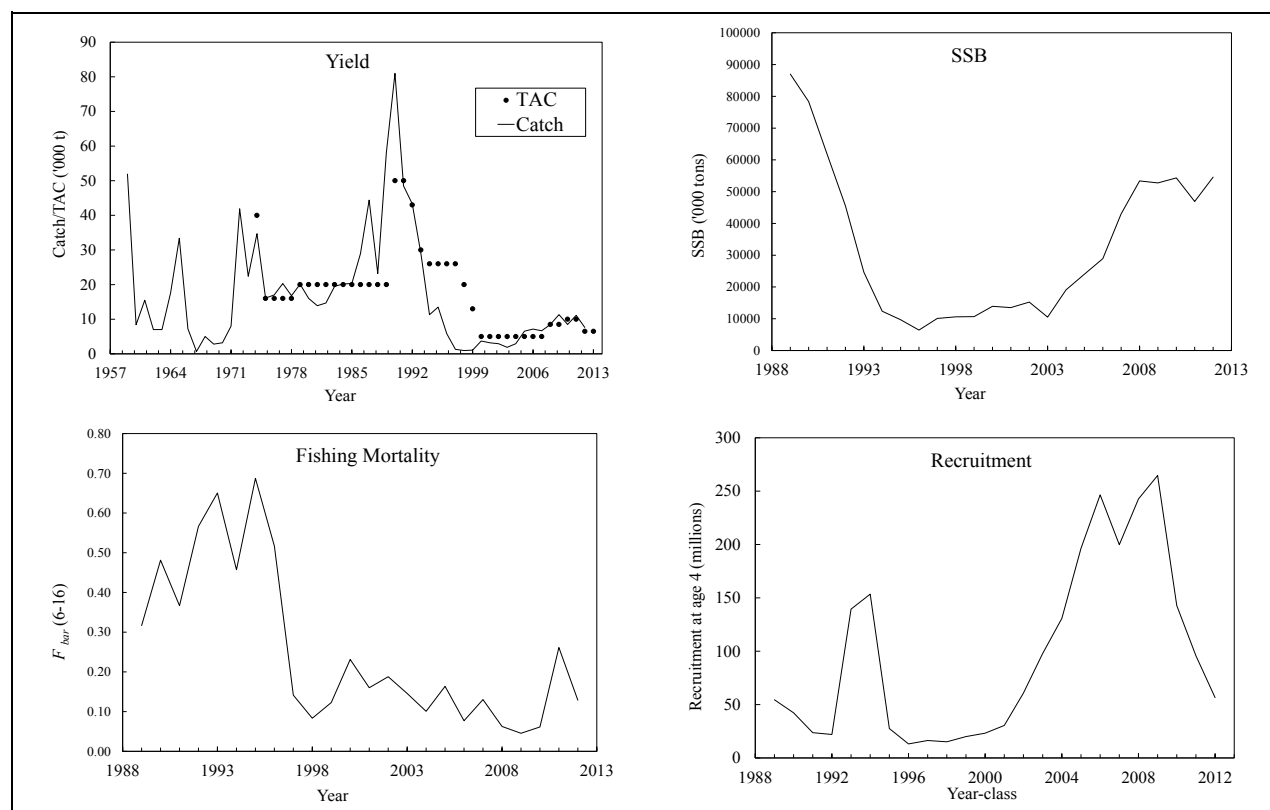 Yield
90
80
70
60
50
40
30
20
10
0
Catch/TAC ('000 t)
TAC
Catch
1957 1964 1971 1978 1985 1992 1999 2006 2013
Year
SSB
100000
90000
80000
70000
60000
50000
40000
30000
20000
10000
0
SSB ('000 tons)
1988 1993 1998 2003 2008 2013
Year
Fishing Mortality
0.80
0.70
0.60
0.50
0.40
0.30
0.20
0.10
0.00
F bar (6-16)
1988 1993 1998 2003 2008 2013
Year
Recruitment
300
250
200
150
100
50
0
Recruitment at age 4 (millions)
1988 1992 1996 2000 2004 2008 2012
Year-class